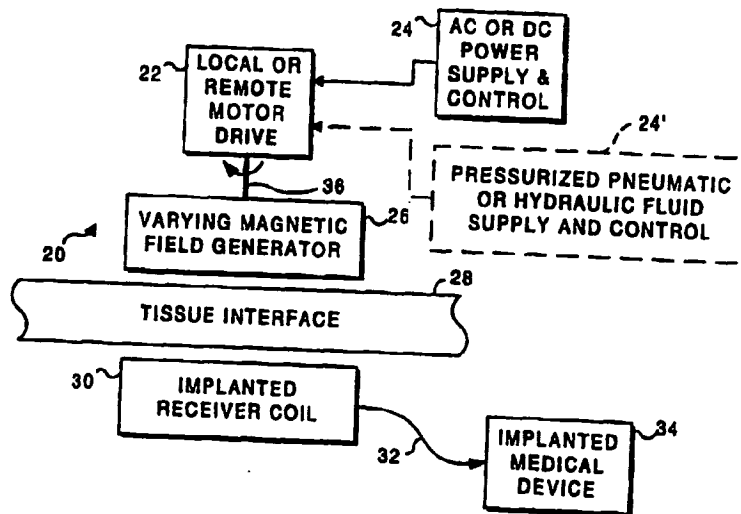 24
AC OR DC
POWER
SUPPLY &
CONTROL
22
LOCAL OR
REMOTE
MOTOR
DRIVE
24'
PRESSURIZED PNEUMATIC
OR HYDRAULIC FLUID
SUPPLY AND CONTROL
36
20
VARYING MAGNETIC
FIELD GENERATOR
26
28
TISSUE INTERFACE
30
IMPLANTED
RECEIVER COIL
32
IMPLANTED
MEDICAL
DEVICE
34